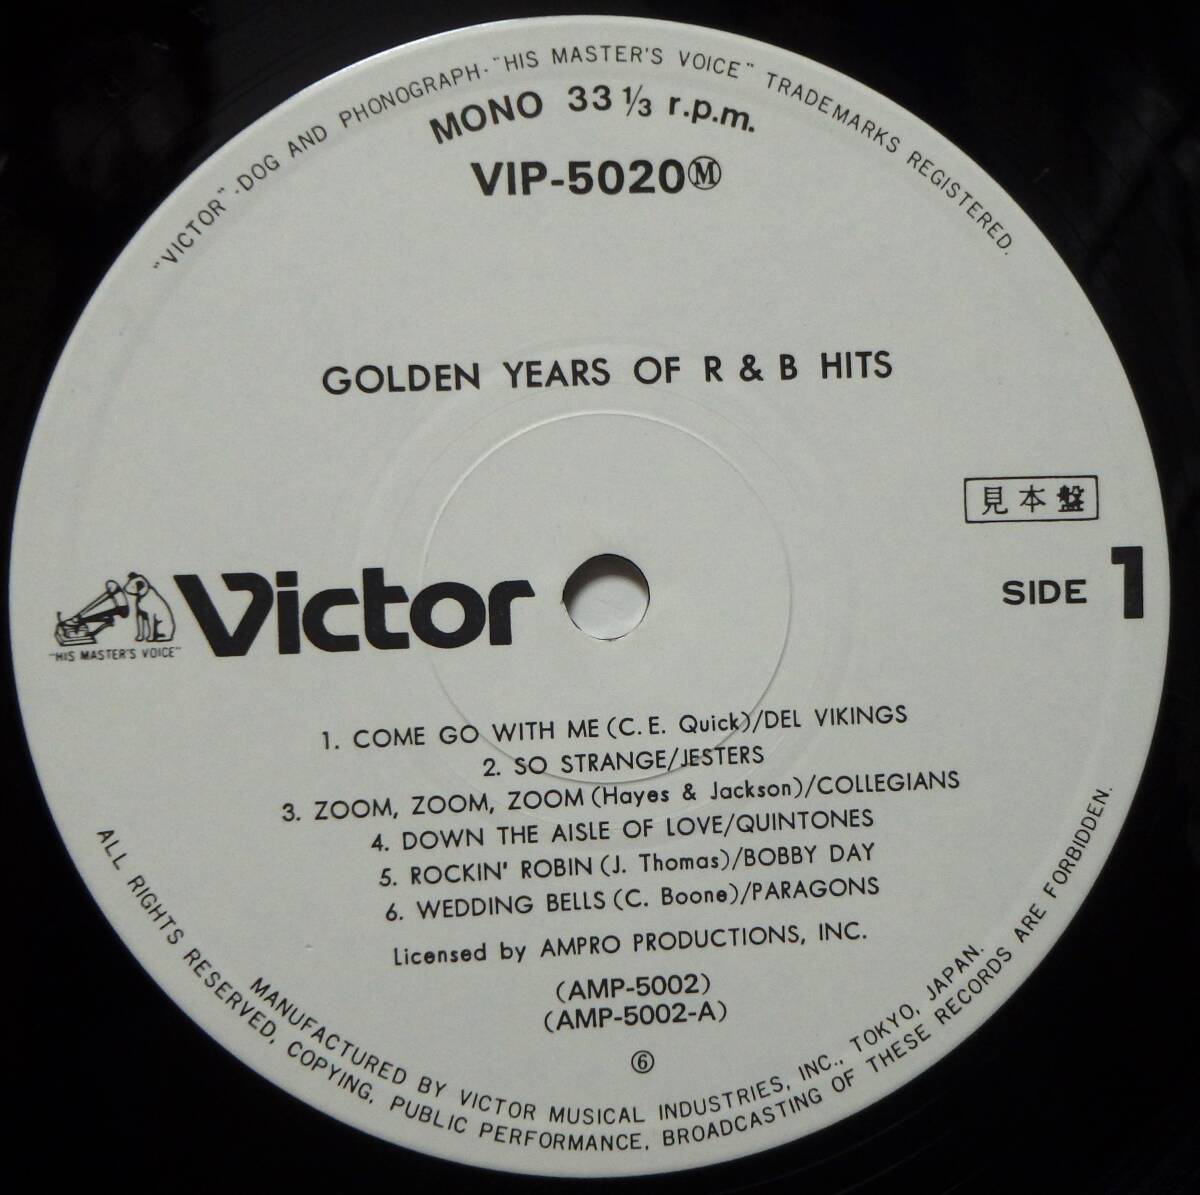 "VICTOR"-DOG AND PHONOGRAPH-"HIS MASTER'S VOICE" TRADEMARKS REGISTERED.
MONO 33 1/3 r.p.m.
VIP-5020Ⓜ
GOLDEN YEARS OF R & B HITS
見本盤
SIDE 1
Victor
"HIS MASTER'S VOICE"
1. COME GO WITH ME (C. E. Quick)/DEL VIKINGS
2. SO STRANGE/JESTERS
3. ZOOM, ZOOM, ZOOM (Hayes & Jackson)/COLLEGIANS
4. DOWN THE AISLE OF LOVE/QUINTONES
5. ROCKIN' ROBIN (J. Thomas)/BOBBY DAY
6. WEDDING BELLS (C. Boone)/PARAGONS
Licensed by AMPRO PRODUCTIONS, INC.
(AMP-5002)
(AMP-5002-A)
⑥
MANUFACTURED BY VICTOR MUSICAL INDUSTRIES, INC., TOKYO, JAPAN.
ALL RIGHTS RESERVED, COPYING, PUBLIC PERFORMANCE, BROADCASTING OF THESE RECORDS ARE FORBIDDEN.